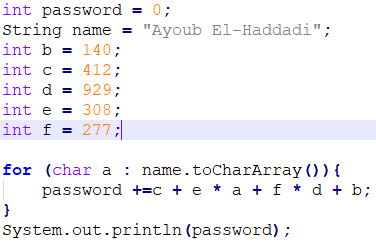 int password = 0;
String name = "Ayoub El-Haddadi";
int b = 140;
int c = 412;
int d = 929;
int e = 308;
int f = 277;
for (char a : name.toCharArray()){
password +=c + e * a + f * d + b;
}
System.out.println(password);